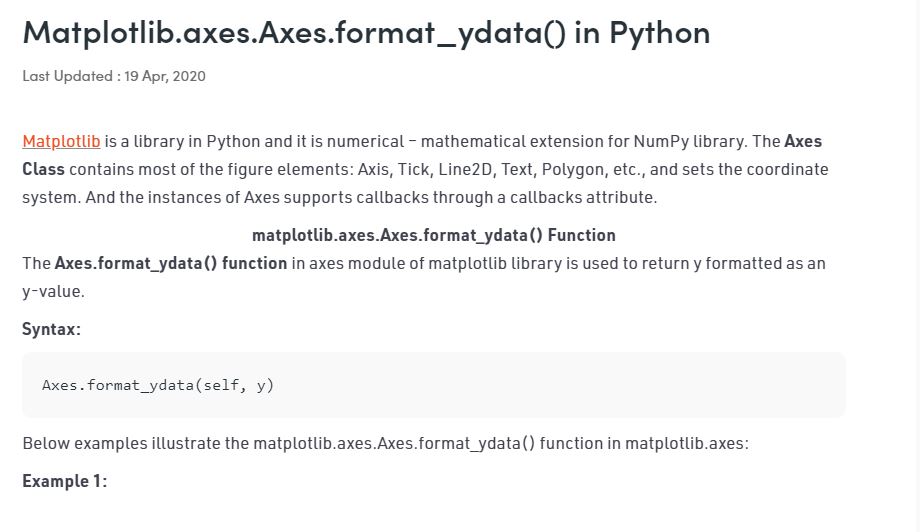 Matplotlib.axes.Axes.format_ydata() in Python
Last Updated : 19 Apr, 2020
Matplotlib is a library in Python and it is numerical – mathematical extension for NumPy library. The Axes
Class contains most of the figure elements: Axis, Tick, Line2D, Text, Polygon, etc., and sets the coordinate
system. And the instances of Axes supports callbacks through a callbacks attribute.
matplotlib.axes.Axes.format_ydata() Function
The Axes.format_ydata() function in axes module of matplotlib library is used to return y formatted as an
y-value.
Syntax:
Axes.format_ydata(self, y)
Below examples illustrate the matplotlib.axes.Axes.format_ydata() function in matplotlib.axes:
Example 1: